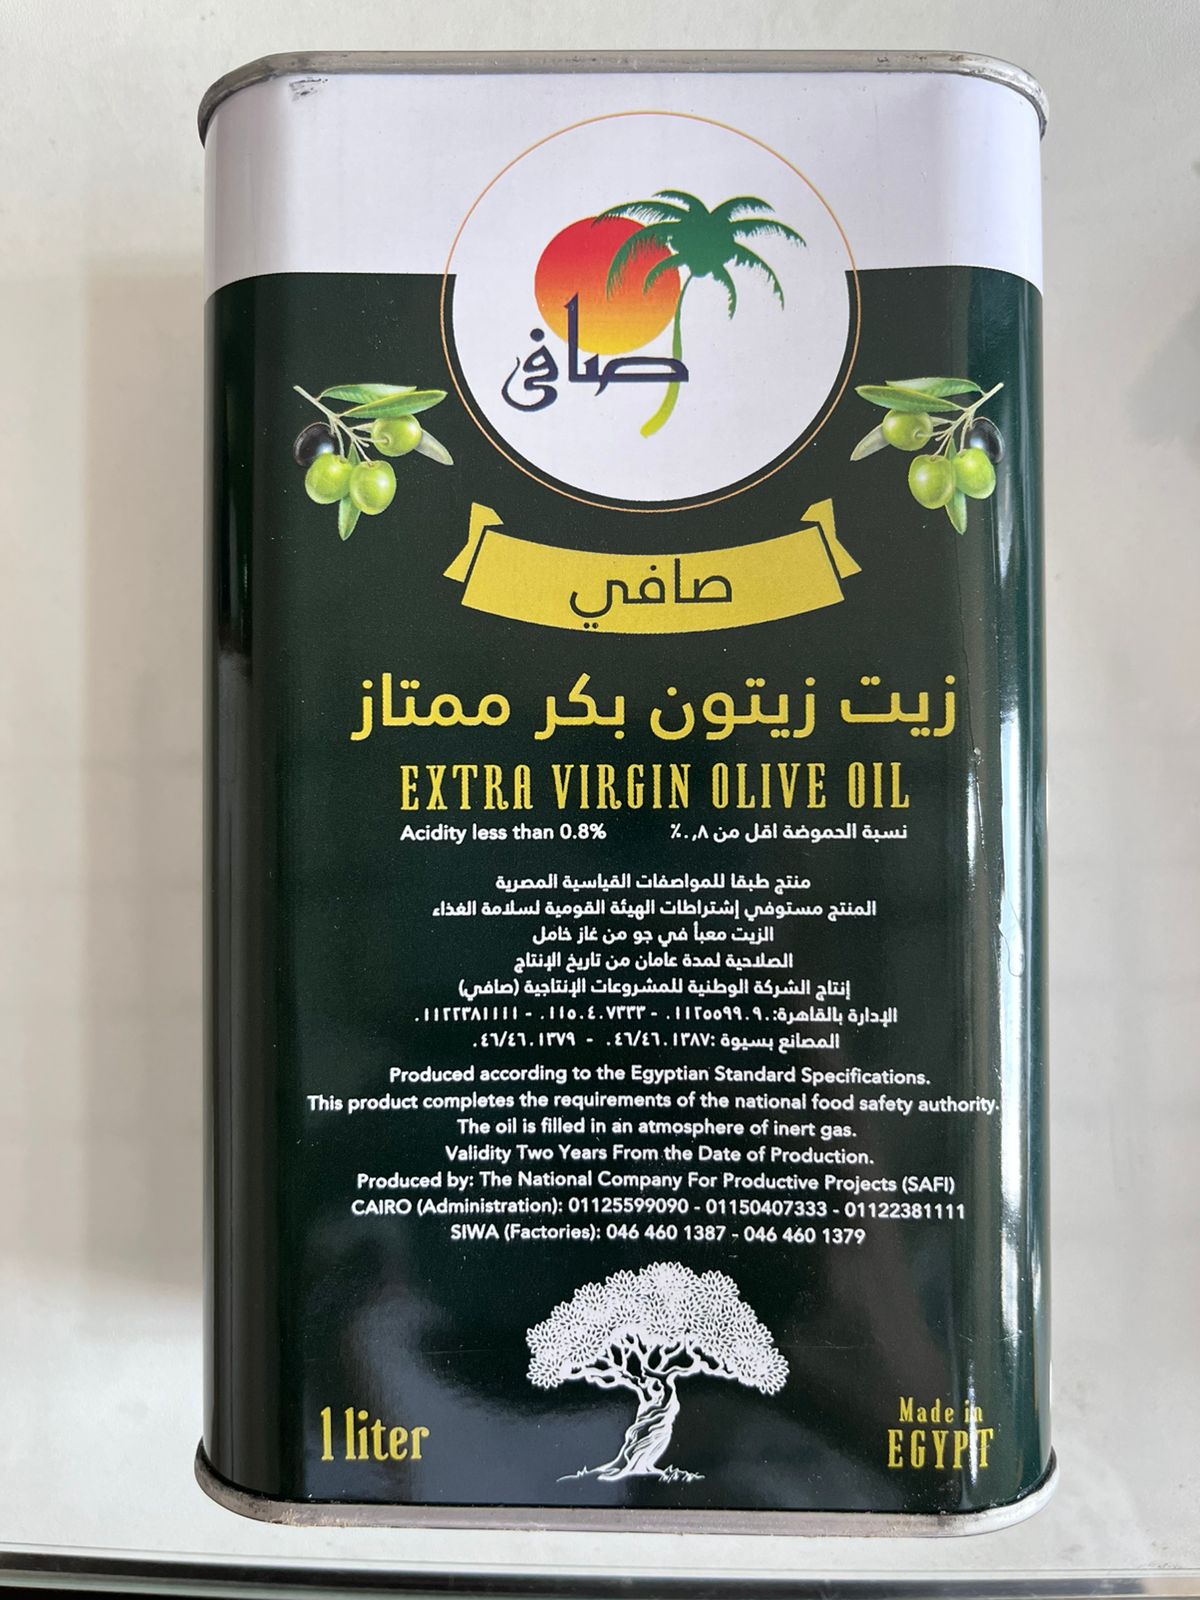 صافي
صافي
زيت زيتون بكر ممتاز
EXTRA VIRGIN OLIVE OIL
Acidity less than 0.8% نسبة الحموضة اقل من ٠,٨٪
منتج طبقا للمواصفات القياسية المصرية
المنتج مستوفي إشتراطات الهيئة القومية لسلامة الغذاء
الزيت معبأ في جو من غاز خامل
الصلاحية لمدة عامان من تاريخ الإنتاج
إنتاج الشركة الوطنية للمشروعات الإنتاجية (صافي)
الإدارة بالقاهرة: ٠١١٢٥٥٩٩٠٩٠ - ٠١١٥٠٤٠٧٣٣٣ - ٠١١٢٢٣٨١١١١
المصانع بسيوة: ٠٤٦/٤٦٠١٣٨٧ - ٠٤٦/٤٦٠١٣٧٩
Produced according to the Egyptian Standard Specifications.
This product completes the requirements of the national food safety authority.
The oil is filled in an atmosphere of inert gas.
Validity Two Years From the Date of Production.
Produced by: The National Company For Productive Projects (SAFI)
CAIRO (Administration): 01125599090 - 01150407333 - 01122381111
SIWA (Factories): 046 460 1387 - 046 460 1379
1 liter
Made in
EGYPT